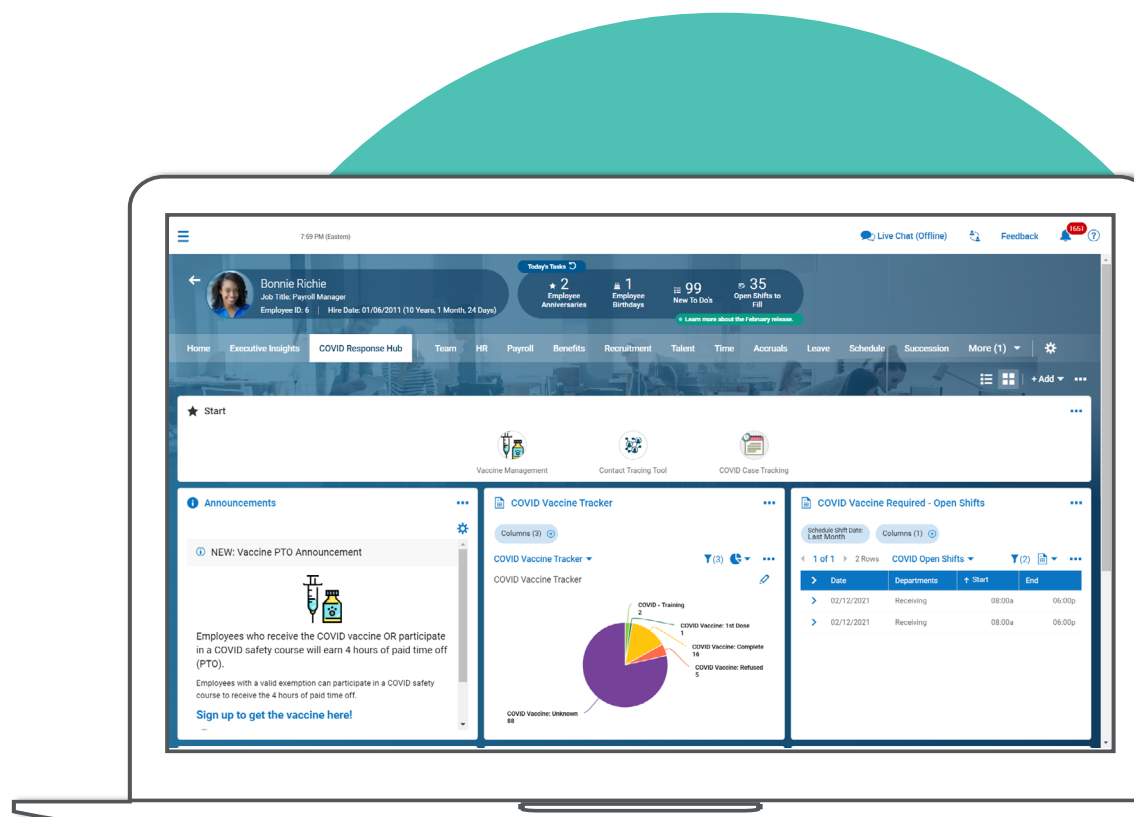 7:59 PM (Eastern)
Live Chat (Offline)
Feedback
1651
?
Today's Tasks
Bonnie Richie
Job Title: Payroll Manager
Employee ID: 6 | Hire Date: 01/06/2011 (10 Years, 1 Month, 24 Days)
2
Employee
Anniversaries
1
Employee
Birthdays
99
New To Do's
35
Open Shifts to
Fill
Learn more about the February release.
Home Executive Insights COVID Response Hub Team HR Payroll Benefits Recruitment Talent Time Accruals Leave Schedule Succession More (1)
+ Add
Start
Vaccine Management
Contact Tracing Tool
COVID Case Tracking
Announcements
NEW: Vaccine PTO Announcement
Employees who receive the COVID vaccine OR participate
in a COVID safety course will earn 4 hours of paid time off
(PTO).
Employees with a valid exemption can participate in a COVID safety
course to receive the 4 hours of paid time off.
Sign up to get the vaccine here!
COVID Vaccine Tracker
Columns (3)
COVID Vaccine Tracker
(3)
COVID Vaccine Tracker
COVID - Training
2
COVID Vaccine: 1st Dose
1
COVID Vaccine: Complete
16
COVID Vaccine: Refused
5
COVID Vaccine: Unknown
88
COVID Vaccine Required - Open
Shifts
Schedule Shift Date:
Last Month
Columns (1)
1 of 1 2 Rows COVID Open Shifts (2)
Date Departments Start End
02/12/2021 Receiving 08:00a 06:00p
02/12/2021 Receiving 08:00a 06:00p